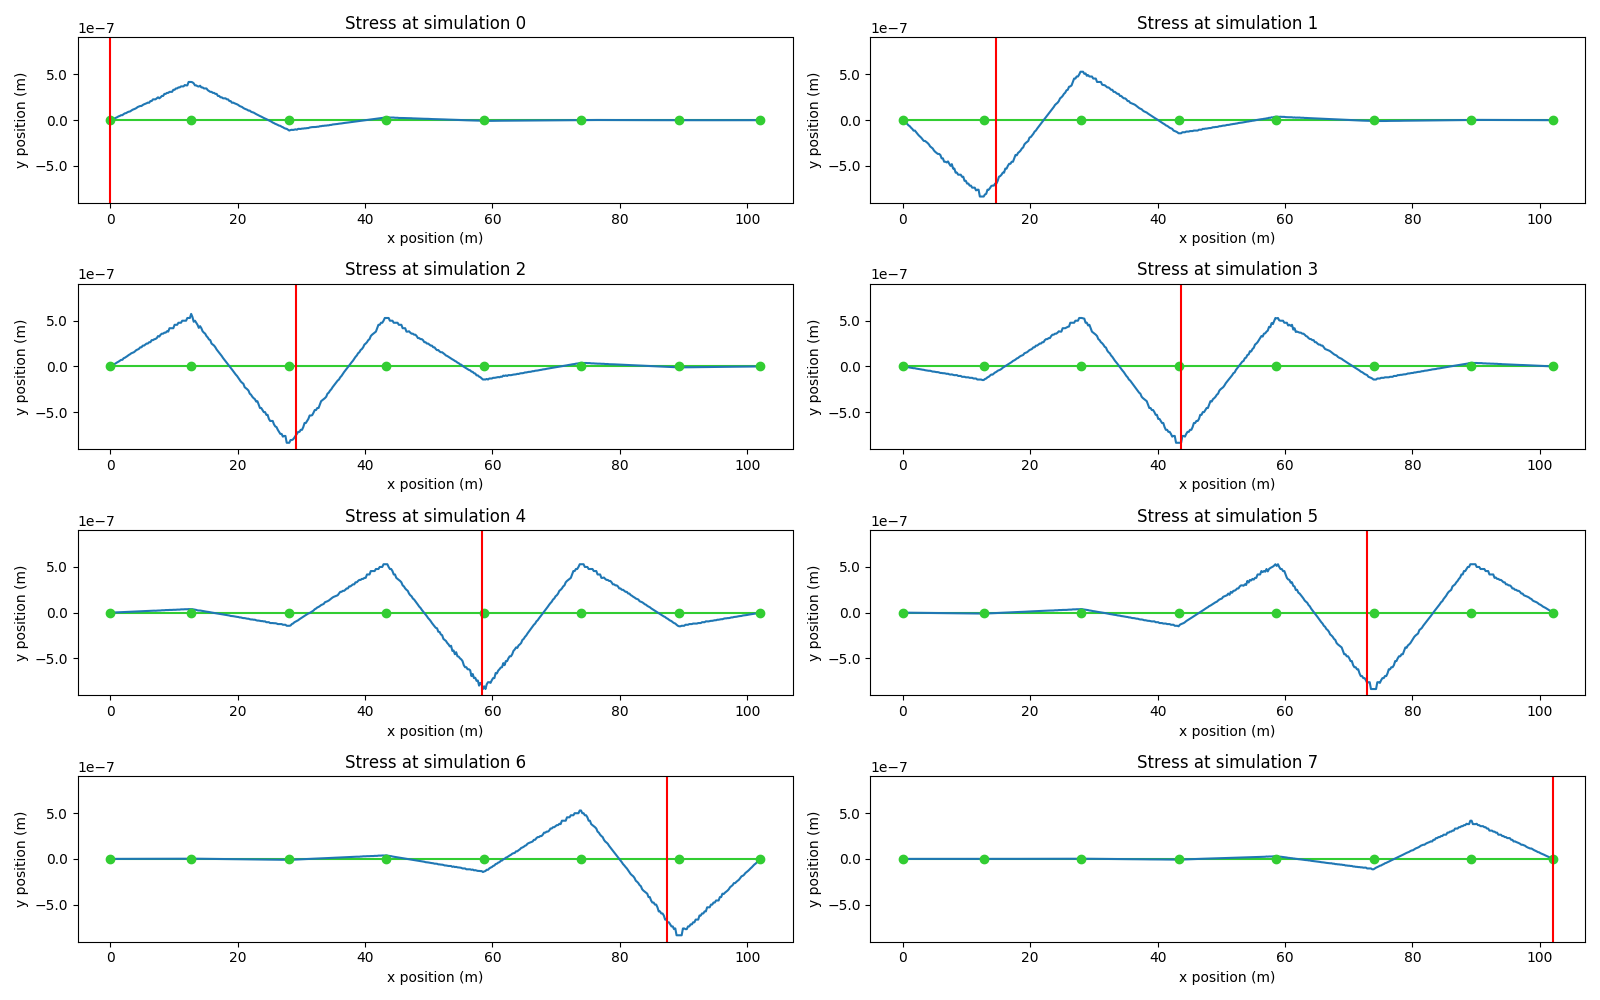 Stress at simulation 0
1e−7
y position (m)
5.0
0.0
−5.0
0 20 40 60 80 100
x position (m)
Stress at simulation 1
1e−7
y position (m)
5.0
0.0
−5.0
0 20 40 60 80 100
x position (m)
Stress at simulation 2
1e−7
y position (m)
5.0
0.0
−5.0
0 20 40 60 80 100
x position (m)
Stress at simulation 3
1e−7
y position (m)
5.0
0.0
−5.0
0 20 40 60 80 100
x position (m)
Stress at simulation 4
1e−7
y position (m)
5.0
0.0
−5.0
0 20 40 60 80 100
x position (m)
Stress at simulation 5
1e−7
y position (m)
5.0
0.0
−5.0
0 20 40 60 80 100
x position (m)
Stress at simulation 6
1e−7
y position (m)
5.0
0.0
−5.0
0 20 40 60 80 100
x position (m)
Stress at simulation 7
1e−7
y position (m)
5.0
0.0
−5.0
0 20 40 60 80 100
x position (m)